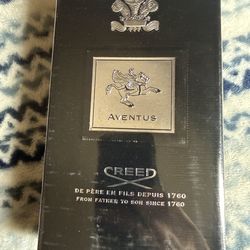 AVENTUS
CREED
DE PÈRE EN FILS DEPUIS 1760
FROM FATHER TO SON SINCE 1760